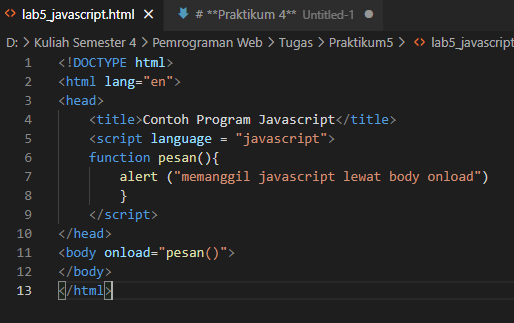 lab5_javascript.html
# **Praktikum 4** Untitled-1
D: > Kuliah Semester 4 > Pemrograman Web > Tugas > Praktikum5 > lab5_javascript
1 <!DOCTYPE html>
2 <html lang="en">
3 <head>
4 <title>Contoh Program Javascript</title>
5 <script language = "javascript">
6 function pesan(){
7 alert ("memanggil javascript lewat body onload")
8 }
9 </script>
10 </head>
11 <body onload="pesan()">
12 </body>
13 </html>